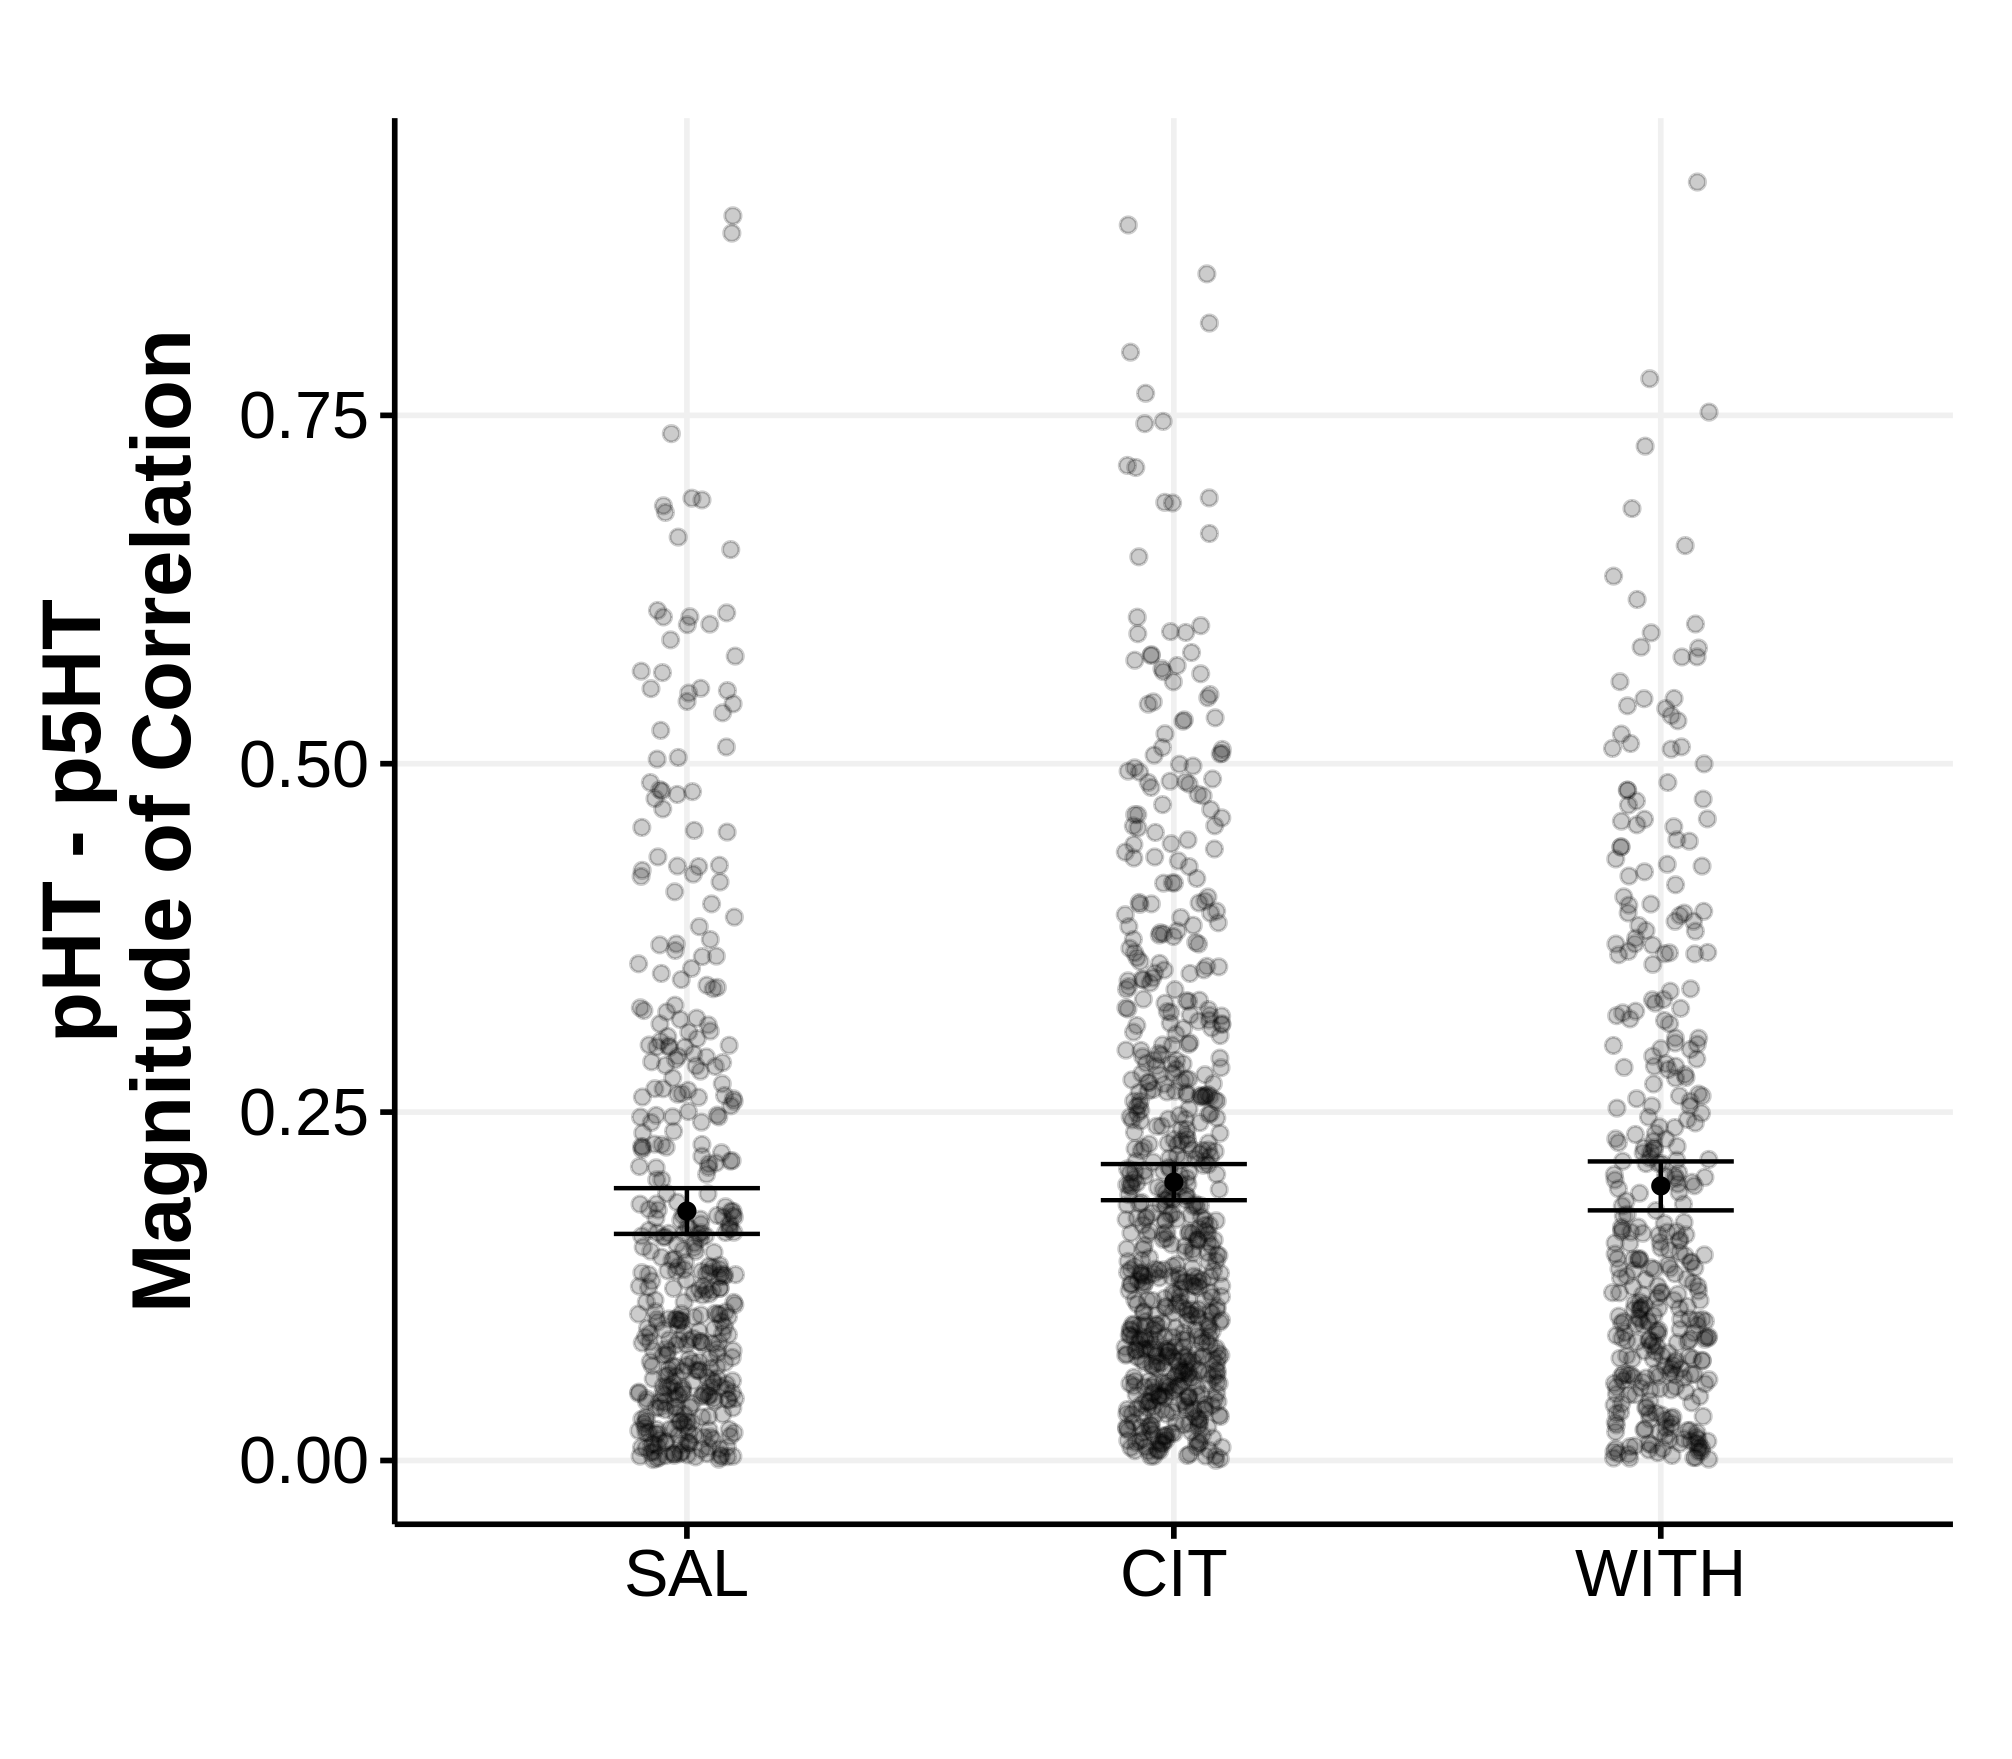 pHT - p5HT
Magnitude of Correlation
0.75
0.50
0.25
0.00
SAL CIT WITH